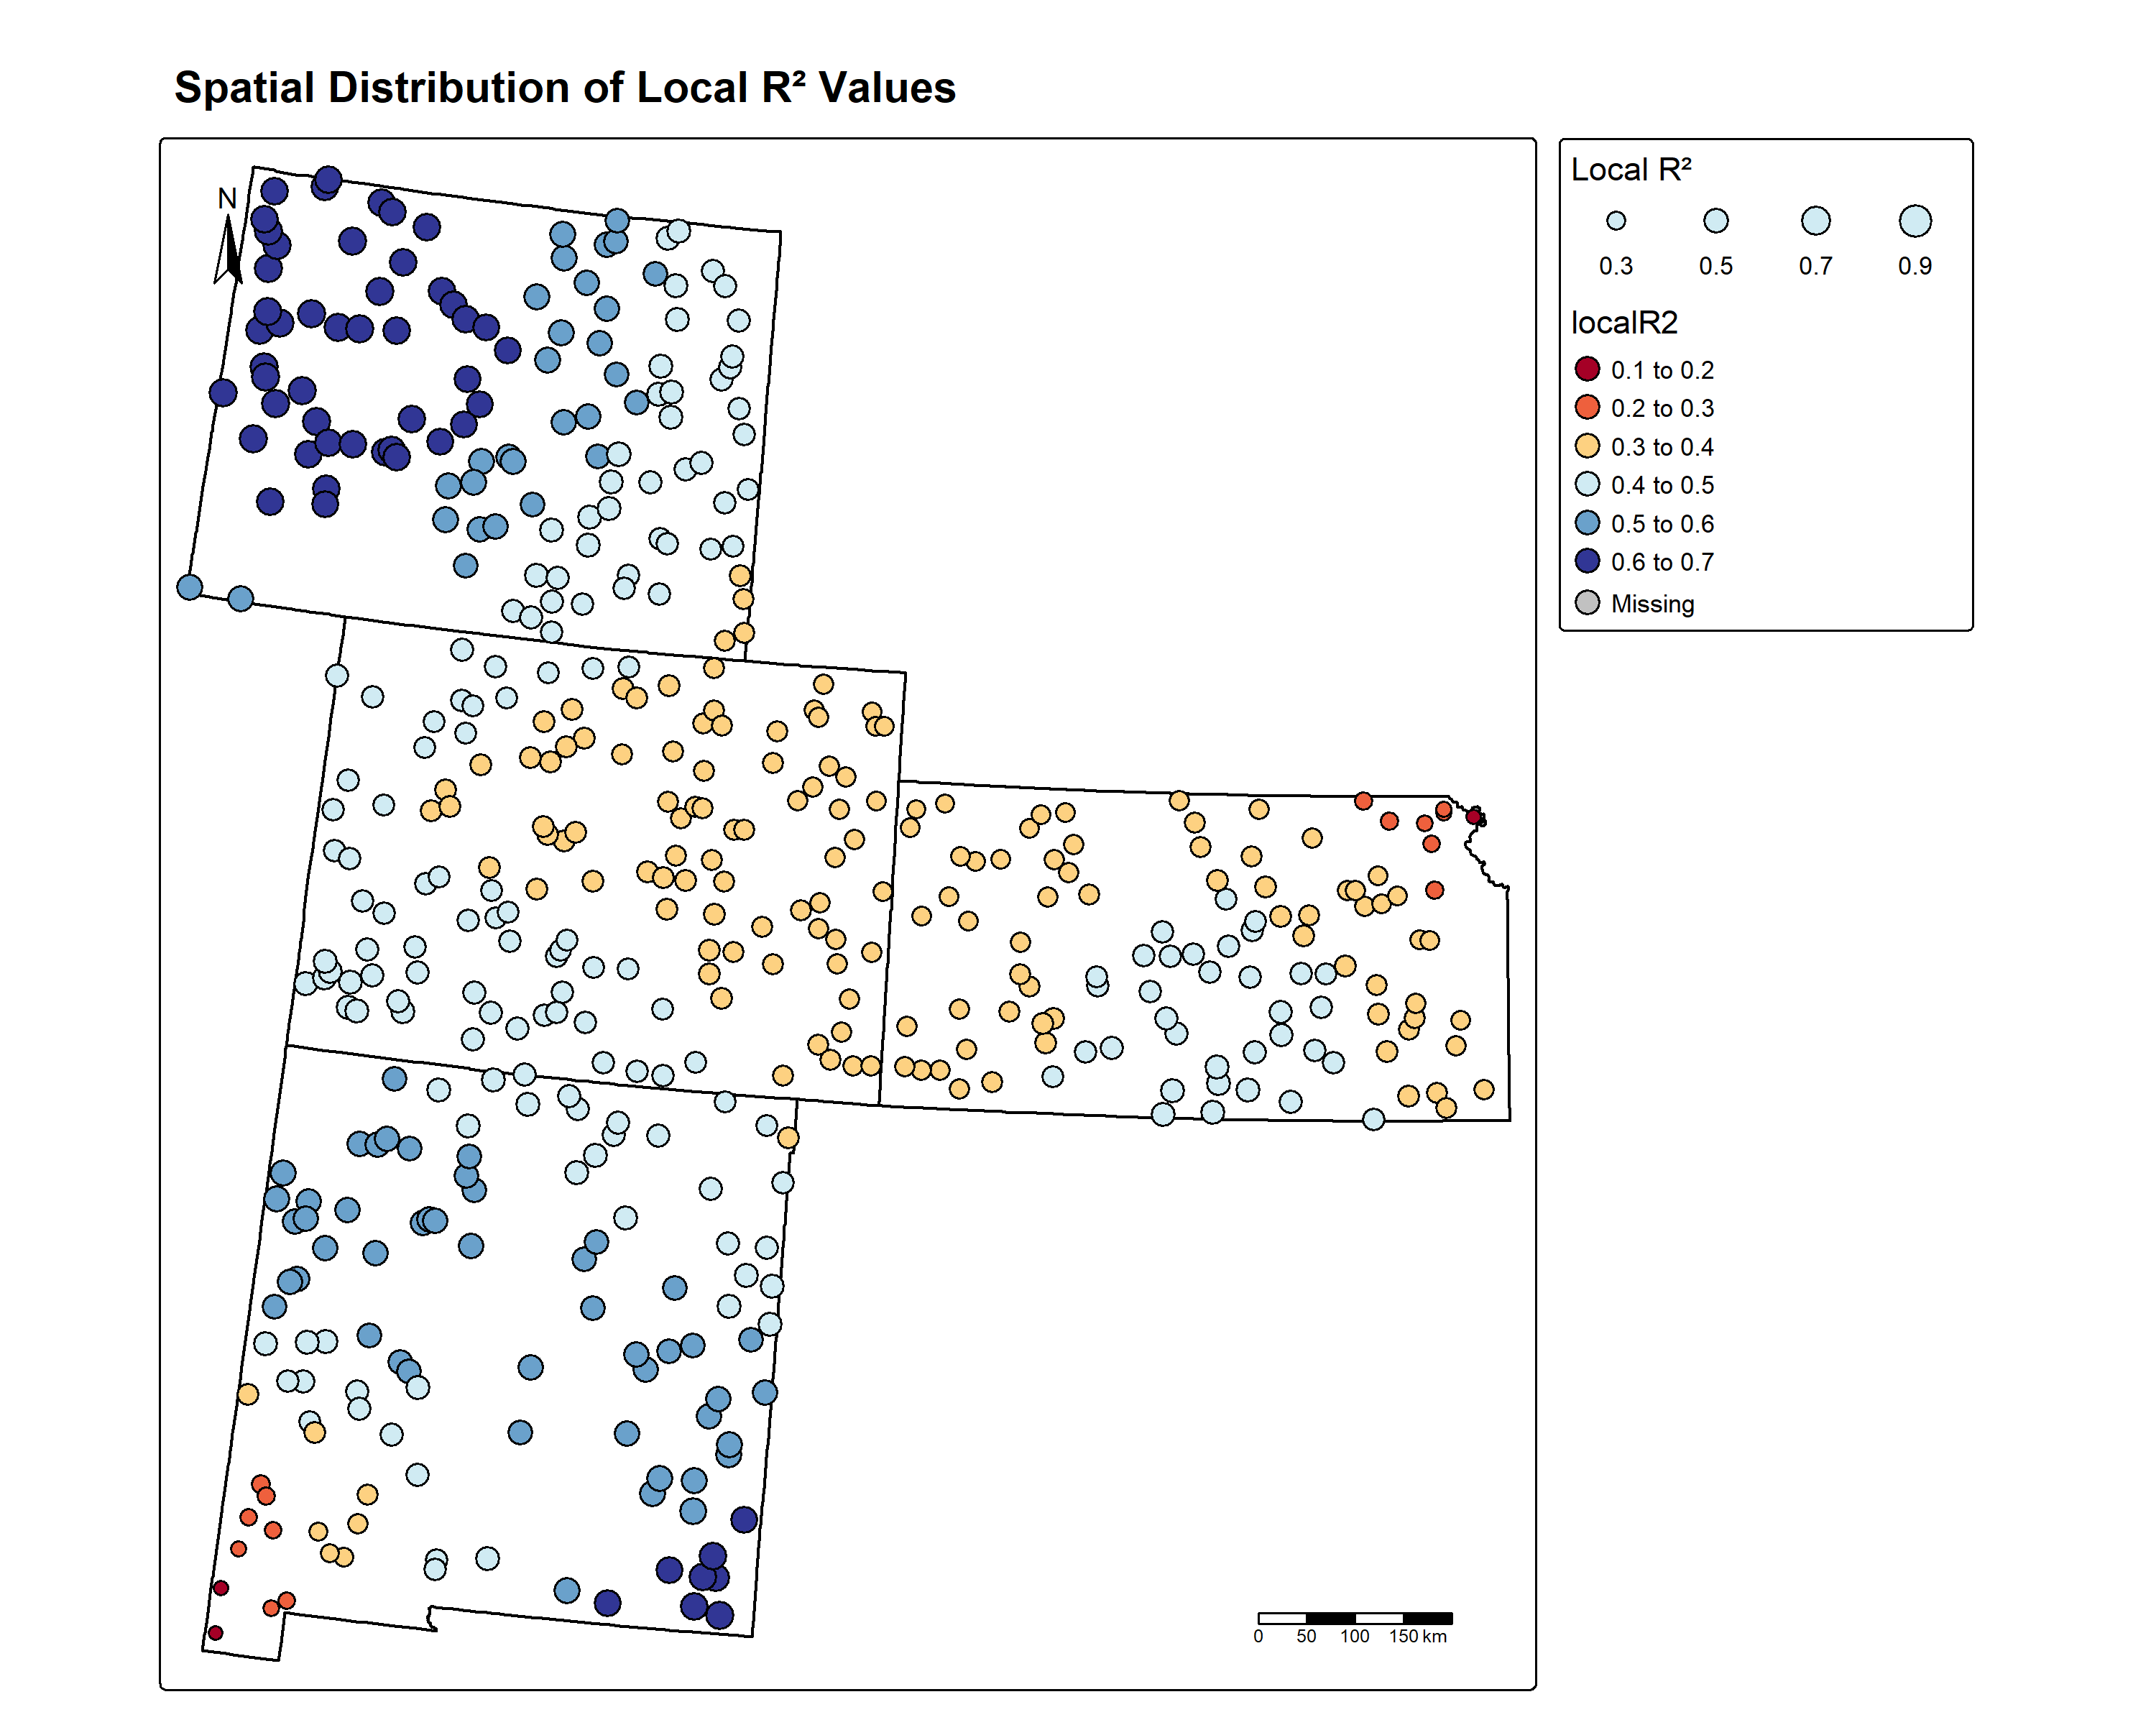 Spatial Distribution of Local R² Values
N
Local R²
0.3 0.5 0.7 0.9
localR2
0.1 to 0.2
0.2 to 0.3
0.3 to 0.4
0.4 to 0.5
0.5 to 0.6
0.6 to 0.7
Missing
0 50 100 150 km